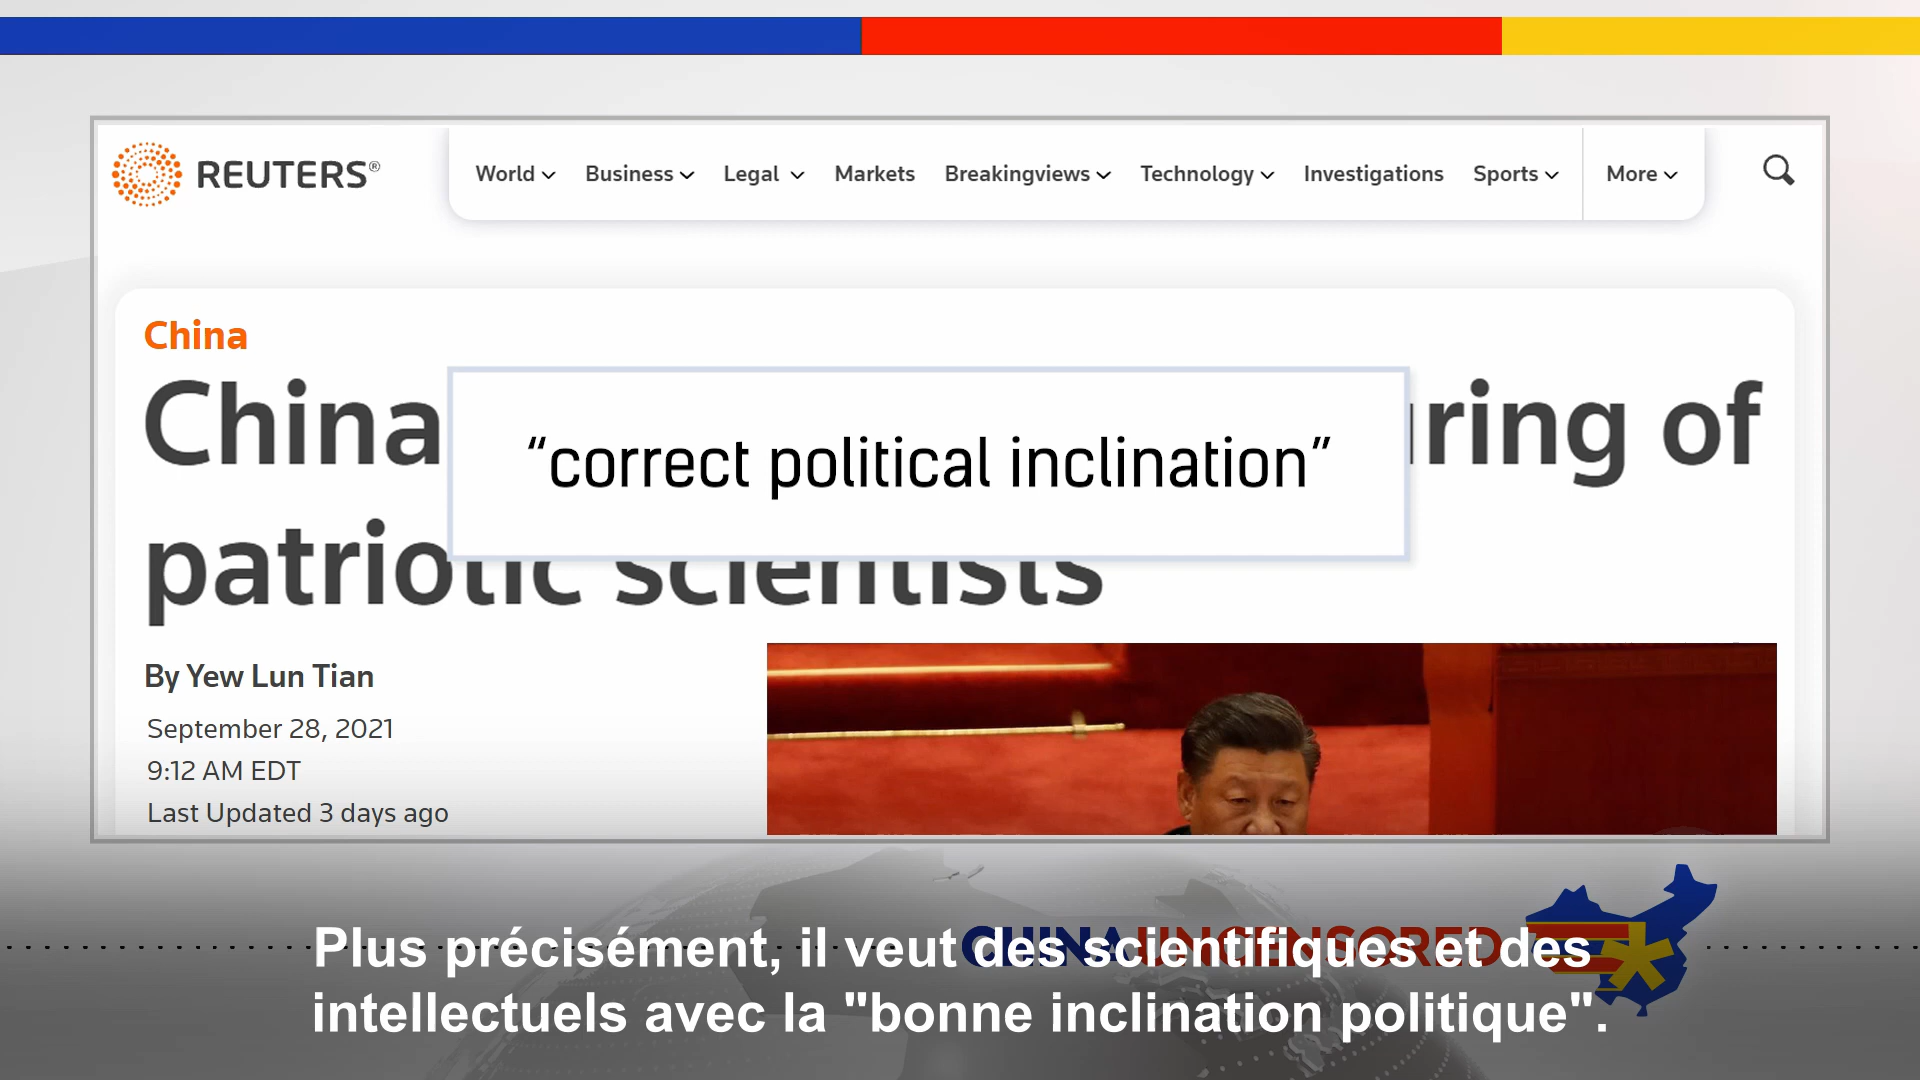 REUTERS®
World Business Legal Markets Breakingviews Technology Investigations Sports More
China
China ring of
“correct political inclination”
patriotic scientists
By Yew Lun Tian
September 28, 2021
9:12 AM EDT
Last Updated 3 days ago
CHINA UNCENSORED
Plus précisément, il veut des scientifiques et des
intellectuels avec la "bonne inclination politique".